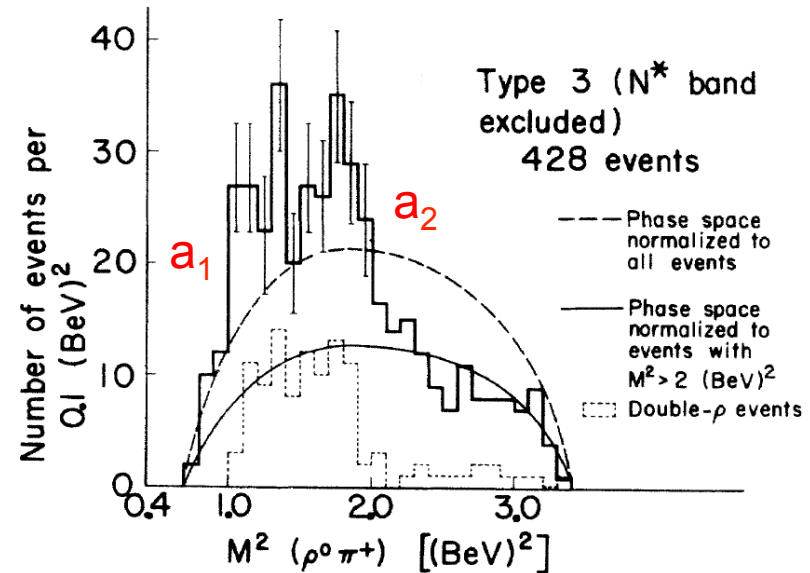 40
30
20
10
0
0.4
1.0
2.0
3.0
Number of events per
0.1 (BeV)²
M² (ρ⁰π⁺) [(BeV)²]
a₁
a₂
Type 3 (N* band
excluded)
428 events
Phase space
normalized to
all events
Phase space
normalized to
events with
M²>2 (BeV)²
Double-ρ events